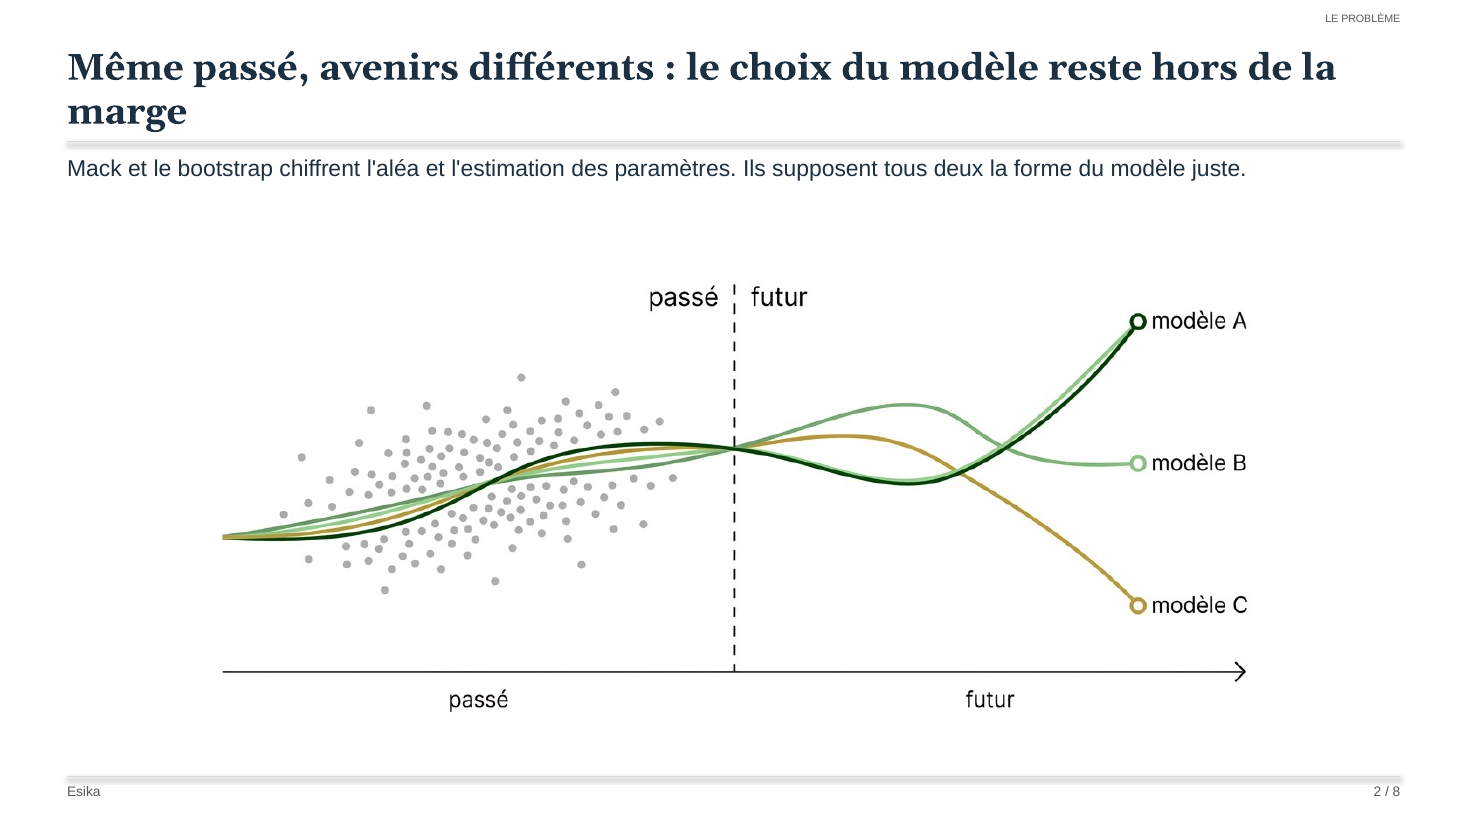 LE PROBLÈME
Même passé, avenirs différents : le choix du modèle reste hors de la
marge
Mack et le bootstrap chiffrent l'aléa et l'estimation des paramètres. Ils supposent tous deux la forme du modèle juste.
passé futur
modèle A
modèle B
modèle C
passé futur
Esika 2 / 8